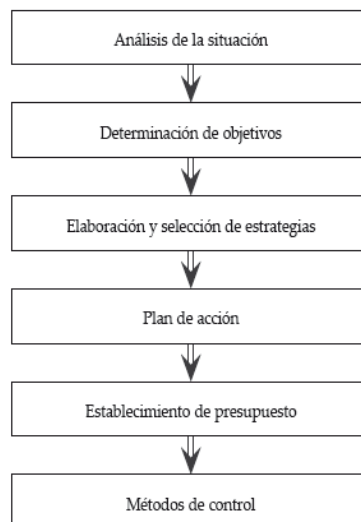 Análisis de la situación
Determinación de objetivos
Elaboración y selección de estrategias
Plan de acción
Establecimiento de presupuesto
Métodos de control